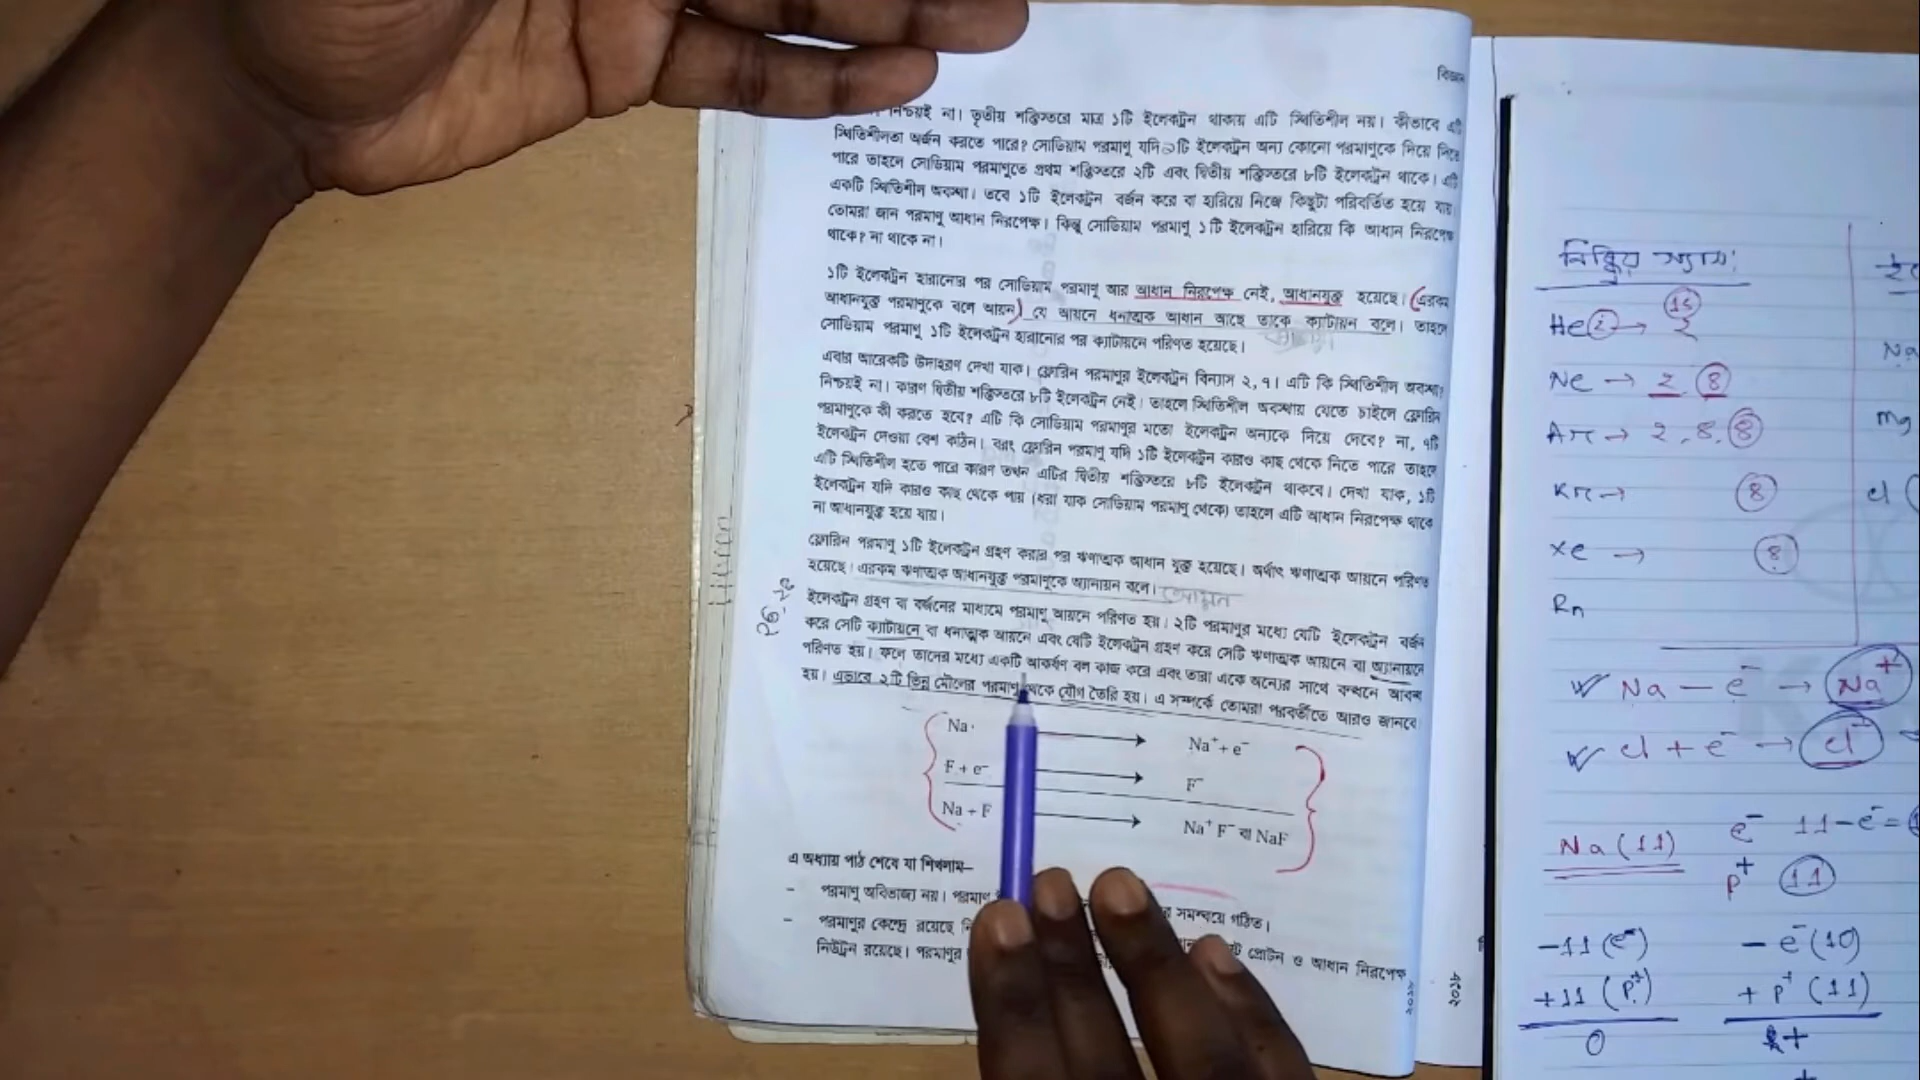 বিজ্ঞান
নিশ্চয়ই না। তৃতীয় শক্তিস্তরে মাত্র ১টি ইলেকট্রন থাকায় এটি স্থিতিশীল নয়। কীভাবে এটি
স্থিতিশীলতা অর্জন করতে পারে? সোডিয়াম পরমাণু যদি ১টি ইলেকট্রন অন্য কোনো পরমাণুকে দিয়ে দিতে
পারে তাহলে সোডিয়াম পরমাণুতে প্রথম শক্তিস্তরে ২টি এবং দ্বিতীয় শক্তিস্তরে ৮টি ইলেকট্রন থাকে। এটি
একটি স্থিতিশীল অবস্থা। তবে ১টি ইলেকট্রন বর্জন করে বা হারিয়ে নিজে কিছুটা পরিবর্তিত হয়ে যায়
তোমরা জান পরমাণু আধান নিরপেক্ষ। কিন্তু সোডিয়াম পরমাণু ১টি ইলেকট্রন হারিয়ে কি আধান নিরপেক্ষ
থাকে? না থাকে না।
১টি ইলেকট্রন হারানোর পর সোডিয়াম পরমাণু আর আধান নিরপেক্ষ নেই, আধানযুক্ত হয়েছে। (এরকম
আধানযুক্ত পরমাণুকে বলে আয়ন) যে আয়নে ধনাত্মক আধান আছে তাকে ক্যাটায়ন বলে। তাহলে
সোডিয়াম পরমাণু ১টি ইলেকট্রন হারানোর পর ক্যাটায়নে পরিণত হয়েছে।
এবার আরেকটি উদাহরণ দেখা যাক। ফ্লোরিন পরমাণুর ইলেকট্রন বিন্যাস ২, ৭। এটি কি স্থিতিশীল অবস্থা?
নিশ্চয়ই না। কারণ দ্বিতীয় শক্তিস্তরে ৮টি ইলেকট্রন নেই। তাহলে স্থিতিশীল অবস্থায় যেতে চাইলে ফ্লোরিন
পরমাণুকে কী করতে হবে? এটি কি সোডিয়াম পরমাণুর মতো ইলেকট্রন অন্যকে দিয়ে দেবে? না, ৭টি
ইলেকট্রন দেওয়া বেশ কঠিন। বরং ফ্লোরিন পরমাণু যদি ১টি ইলেকট্রন কারও কাছ থেকে নিতে পারে তাহলে
এটি স্থিতিশীল হতে পারে কারণ তখন এটির দ্বিতীয় শক্তিস্তরে ৮টি ইলেকট্রন থাকবে। দেখা যাক, ১টি
ইলেকট্রন যদি কারও কাছ থেকে পায় (ধরা যাক সোডিয়াম পরমাণু থেকে) তাহলে এটি আধান নিরপেক্ষ থাকে
না আধানযুক্ত হয়ে যায়।
ফ্লোরিন পরমাণু ১টি ইলেকট্রন গ্রহণ করার পর ঋণাত্মক আধান যুক্ত হয়েছে। অর্থাৎ ঋণাত্মক আয়নে পরিণত
হয়েছে। এরকম ঋণাত্মক আধানযুক্ত পরমাণুকে অ্যানায়ন বলে।
ইলেকট্রন গ্রহণ বা বর্জনের মাধ্যমে পরমাণু আয়নে পরিণত হয়। ২টি পরমাণুর মধ্যে যেটি ইলেকট্রন বর্জন
করে সেটি ক্যাটায়নে বা ধনাত্মক আয়নে এবং যেটি ইলেকট্রন গ্রহণ করে সেটি ঋণাত্মক আয়নে বা অ্যানায়নে
পরিণত হয়। ফলে তাদের মধ্যে একটি আকর্ষণ বল কাজ করে এবং তারা একে অন্যের সাথে বন্ধনে আবদ্ধ
হয়। এভাবে ২টি ভিন্ন মৌলের পরমাণু থেকে যৌগ তৈরি হয়। এ সম্পর্কে তোমরা পরবর্তীতে আরও জানবে
Na· → Na⁺ + e⁻
F + e⁻ → F⁻
Na + F → Na⁺ F⁻ বা NaF
এ অধ্যায় পাঠ শেষে যা শিখলাম–
– পরমাণু অবিভাজ্য নয়। পরমাণু সমন্বয়ে গঠিত।
– পরমাণুর কেন্দ্রে রয়েছে প্রোটন ও আধান নিরপেক্ষ
নিউট্রন রয়েছে। পরমাণুর
২০১৮
২০১৮
নিষ্ক্রিয় গ্যাস:
He(2) → 2
Ne → 2 8
Ar → 2, 8, 8
Kr → 8
Xe → 8
Rn
Na
Mg
cl
Na – e⁻ → Na⁺
cl + e⁻ → cl⁻
Na (11) e⁻ 11-e⁻=
p⁺ 11
-11 (e⁻) – e⁻(10)
+11 (p⁺) + p⁺ (11)
0